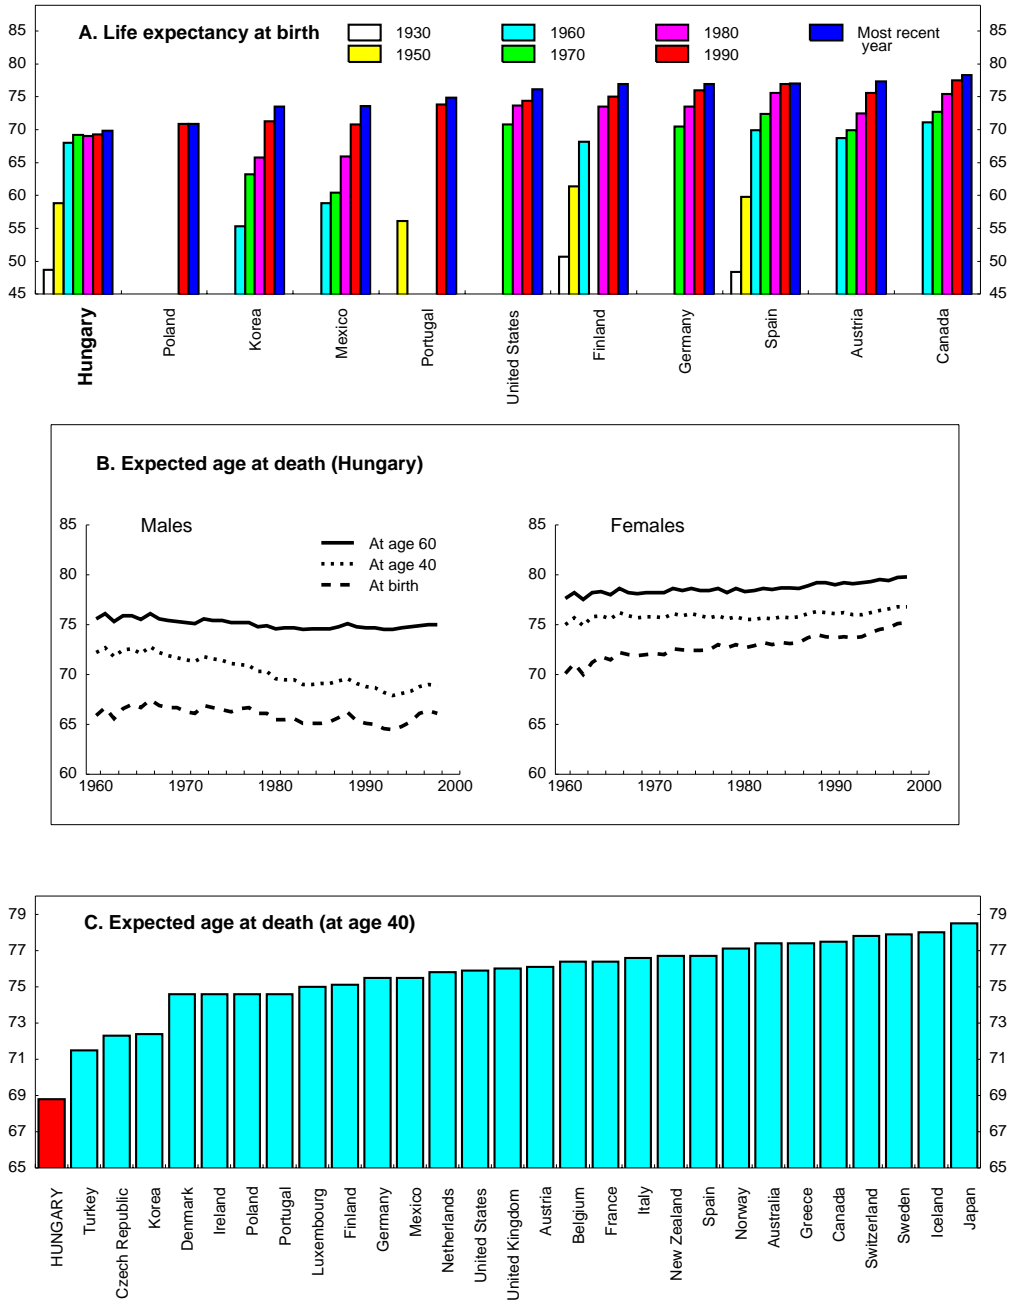 A. Life expectancy at birth
1930
1950
1960
1970
1980
1990
Most recent
year
85
80
75
70
65
60
55
50
45
85
80
75
70
65
60
55
50
45
Hungary
Poland
Korea
Mexico
Portugal
United States
Finland
Germany
Spain
Austria
Canada
B. Expected age at death (Hungary)
Males
At age 60
At age 40
At birth
85
80
75
70
65
60
1960 1970 1980 1990 2000
Females
85
80
75
70
65
60
1960 1970 1980 1990 2000
C. Expected age at death (at age 40)
79
77
75
73
71
69
67
65
79
77
75
73
71
69
67
65
HUNGARY
Turkey
Czech Republic
Korea
Denmark
Ireland
Poland
Portugal
Luxembourg
Finland
Germany
Mexico
Netherlands
United States
United Kingdom
Austria
Belgium
France
Italy
New Zealand
Spain
Norway
Australia
Greece
Canada
Switzerland
Sweden
Iceland
Japan